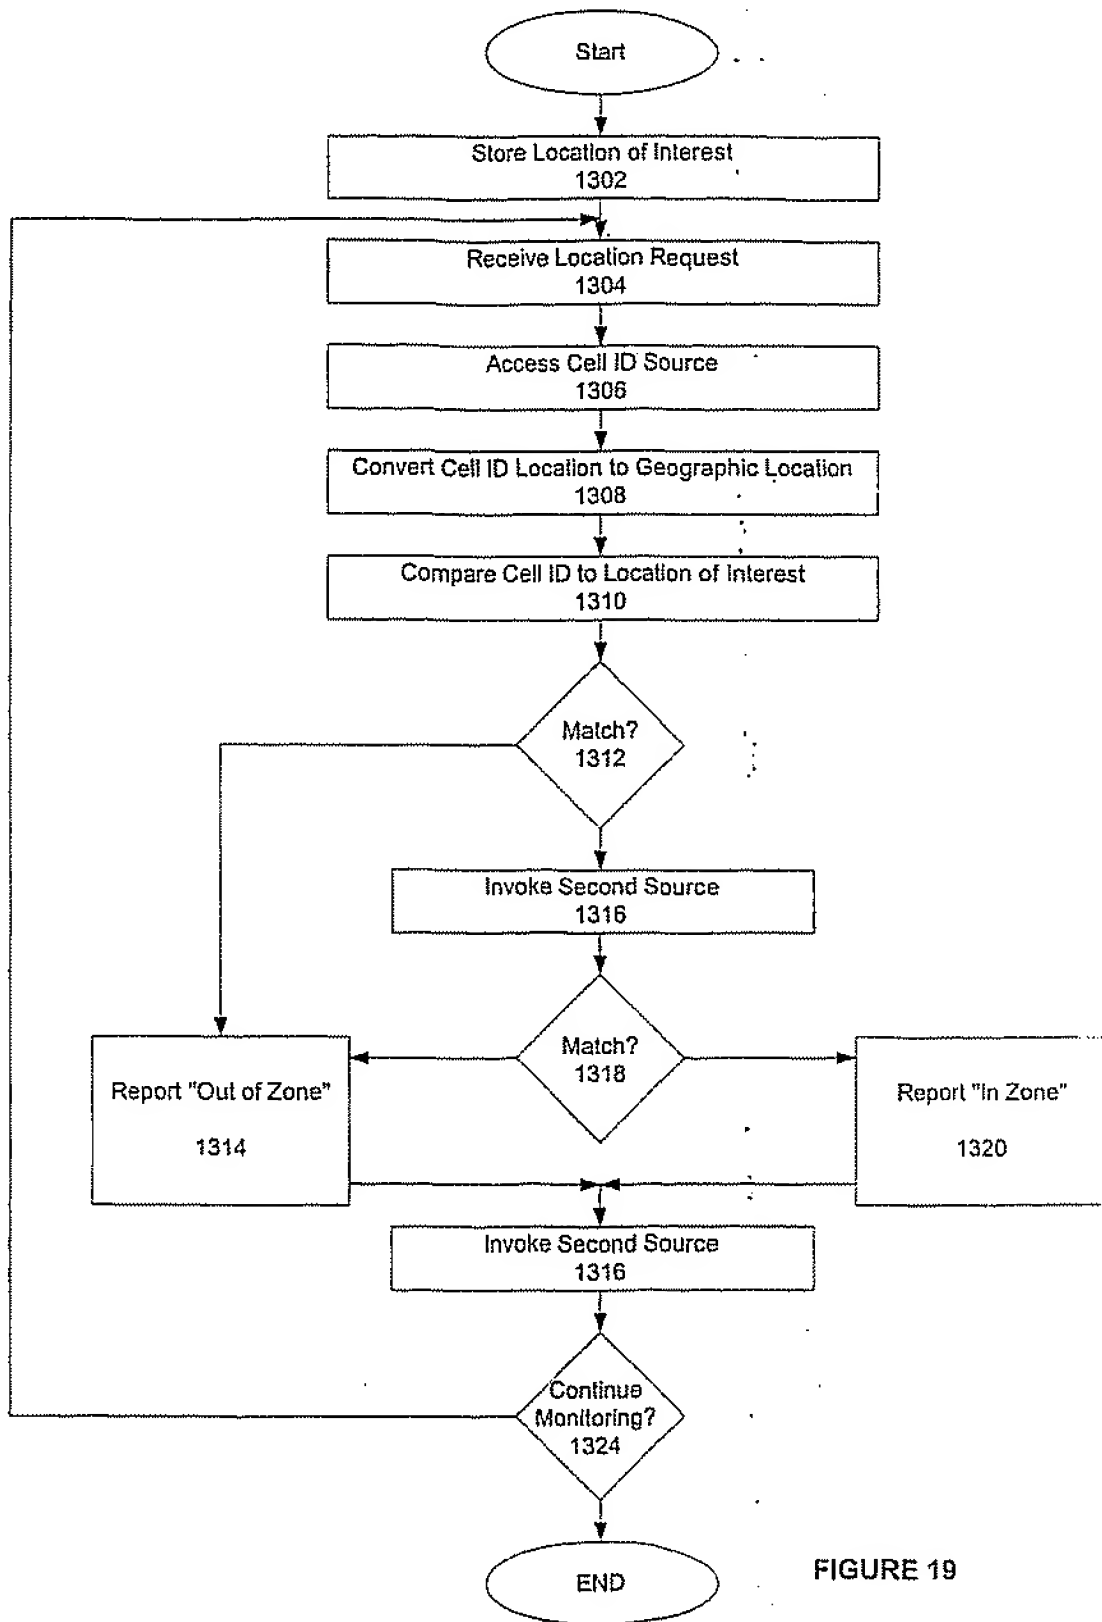 Start
Store Location of Interest
1302
Receive Location Request
1304
Access Cell ID Source
1306
Convert Cell ID Location to Geographic Location
1308
Compare Cell ID to Location of Interest
1310
Match?
1312
Invoke Second Source
1316
Match?
1318
Report "Out of Zone"
1314
Report "In Zone"
1320
Invoke Second Source
1316
Continue
Monitoring?
1324
END
FIGURE 19